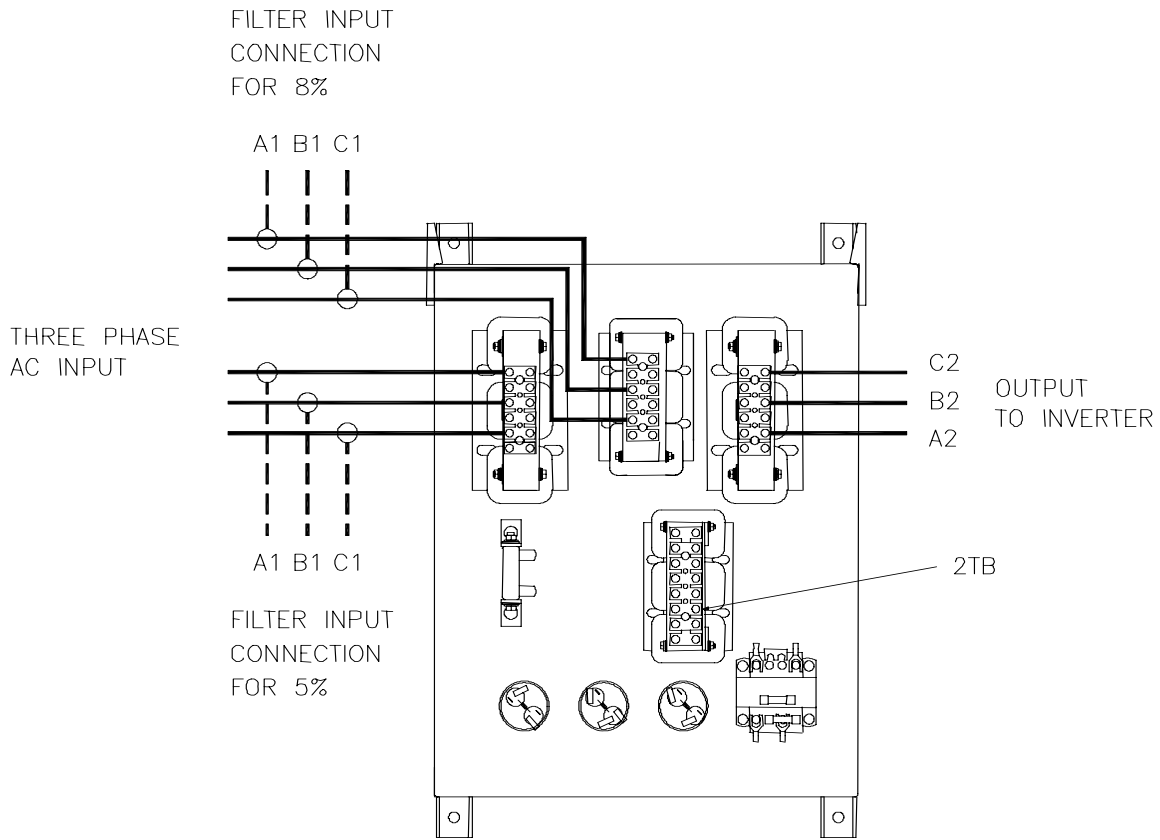 FILTER INPUT
CONNECTION
FOR 8%
A1 B1 C1
THREE PHASE
AC INPUT
C2
B2
A2
OUTPUT
TO INVERTER
A1 B1 C1
2TB
FILTER INPUT
CONNECTION
FOR 5%